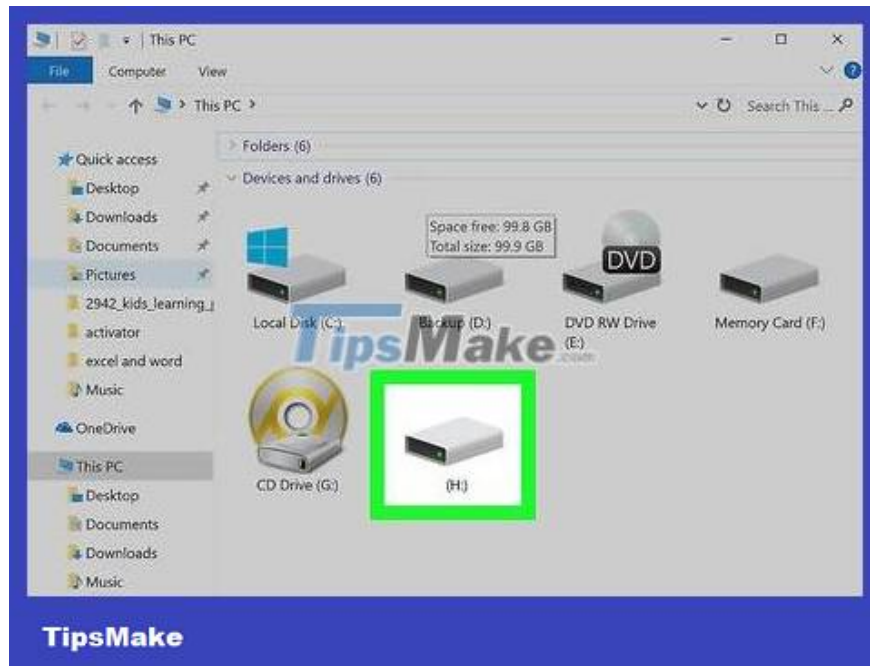 This PC
File Computer View
This PC
Search This ...
Folders (6)
Quick access
Devices and drives (6)
Desktop
Downloads
Documents
Pictures
2942_kids_learning_
activator
excel and word
Music
OneDrive
This PC
Desktop
Documents
Downloads
Music
Space free: 99.8 GB
Total size: 99.9 GB
DVD
Local Disk (C:)
Backup (D:)
DVD RW Drive
(E:)
Memory Card (F:)
TipsMake
.com
CD Drive (G:)
(H:)
TipsMake